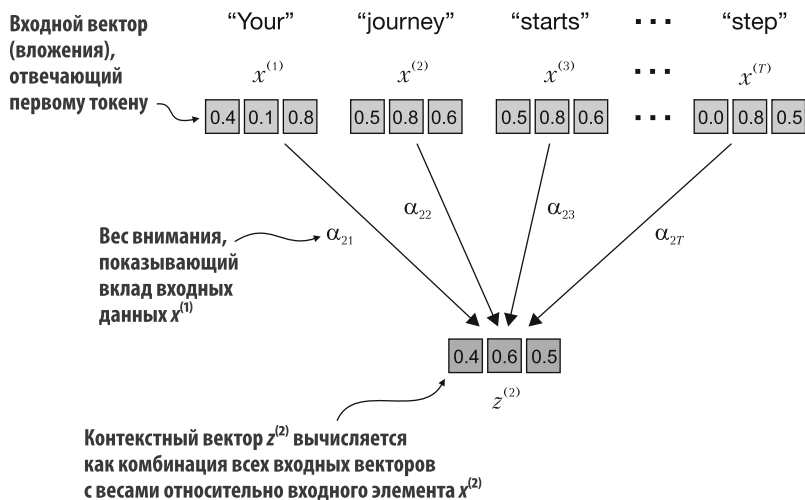 Входной вектор
(вложения),
отвечающий
первому токену
“Your” “journey” “starts” ... “step”
x⁽¹⁾ x⁽²⁾ x⁽³⁾ ... x⁽ᵀ⁾
0.4 0.1 0.8 0.5 0.8 0.6 0.5 0.8 0.6 ... 0.0 0.8 0.5
α₂₁ α₂₂ α₂₃ α₂T
Вес внимания,
показывающий
вклад входных
данных x⁽¹⁾
0.4 0.6 0.5
z⁽²⁾
Контекстный вектор z⁽²⁾ вычисляется
как комбинация всех входных векторов
с весами относительно входного элемента x⁽²⁾